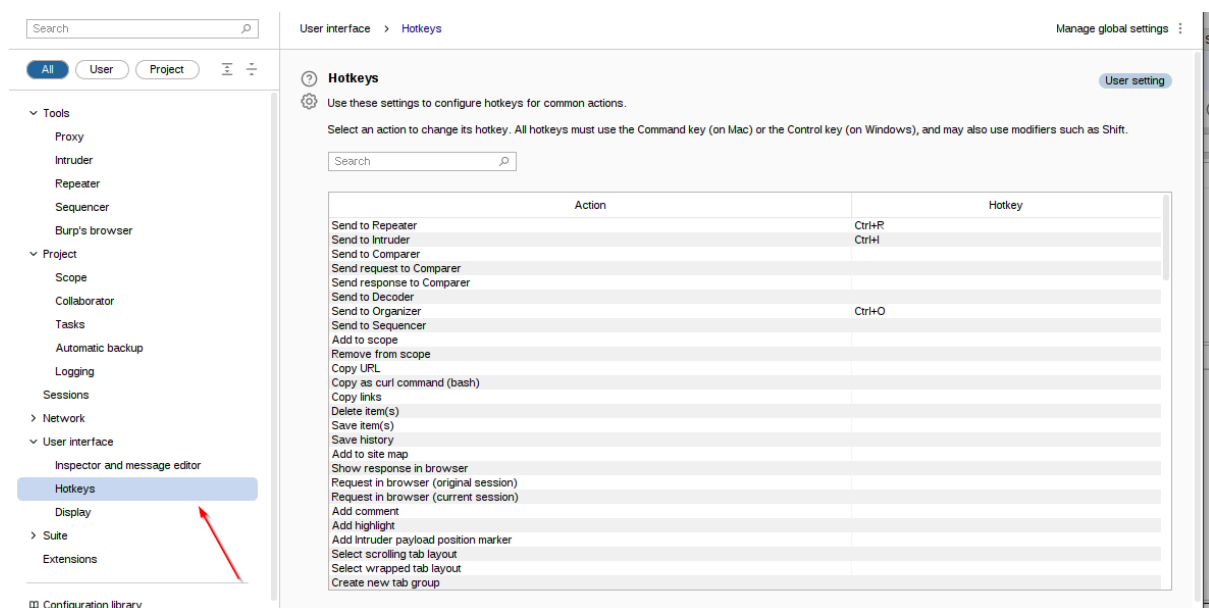 Search
All
User
Project
Tools
Proxy
Intruder
Repeater
Sequencer
Burp's browser
Project
Scope
Collaborator
Tasks
Automatic backup
Logging
Sessions
Network
User interface
Inspector and message editor
Hotkeys
Display
Suite
Extensions
Configuration library
User interface > Hotkeys
Manage global settings
Hotkeys
User setting
Use these settings to configure hotkeys for common actions.
Select an action to change its hotkey. All hotkeys must use the Command key (on Mac) or the Control key (on Windows), and may also use modifiers such as Shift.
Search
Action Hotkey
Send to Repeater Ctrl+R
Send to Intruder Ctrl+I
Send to Comparer
Send request to Comparer
Send response to Comparer
Send to Decoder
Send to Organizer Ctrl+O
Send to Sequencer
Add to scope
Remove from scope
Copy URL
Copy as curl command (bash)
Copy links
Delete item(s)
Save item(s)
Save history
Add to site map
Show response in browser
Request in browser (original session)
Request in browser (current session)
Add comment
Add highlight
Add Intruder payload position marker
Select scrolling tab layout
Select wrapped tab layout
Create new tab group